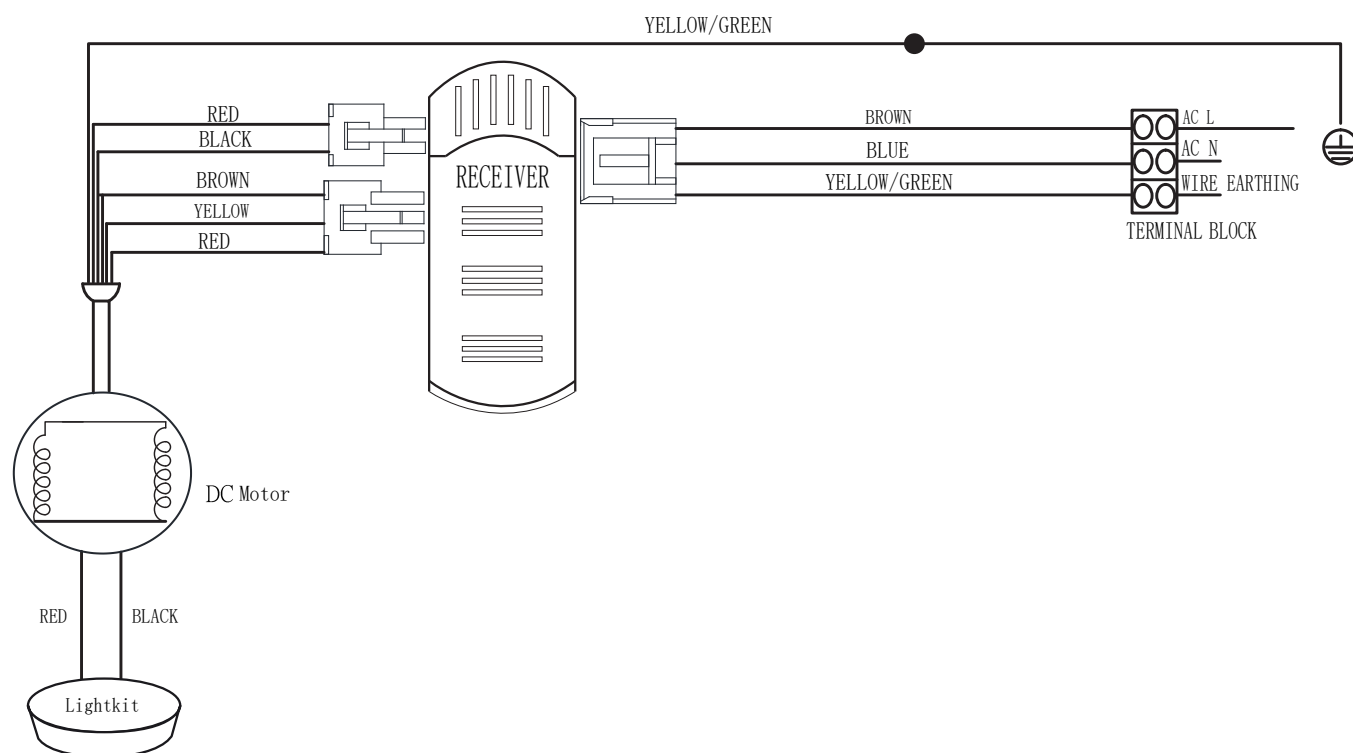 YELLOW/GREEN
RED
BLACK
BROWN
YELLOW
RED
RECEIVER
BROWN
BLUE
YELLOW/GREEN
AC L
AC N
WIRE EARTHING
TERMINAL BLOCK
DC Motor
RED
BLACK
Lightkit